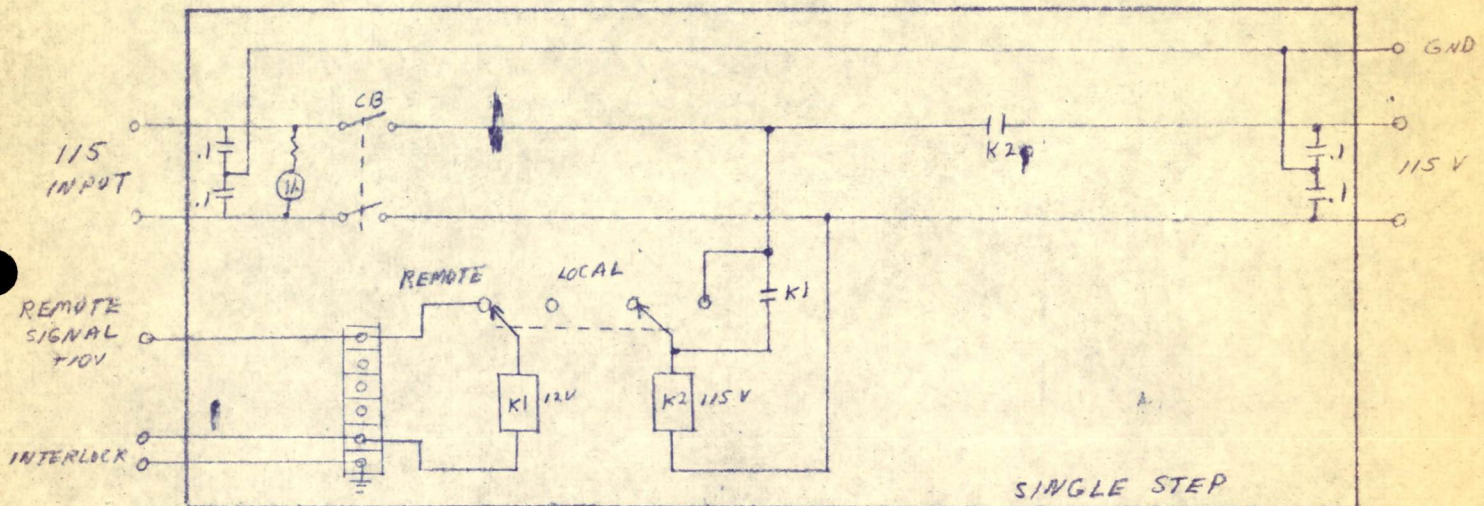 GND
CB
115
INPUT
.1
.1
K2
.1
.1
115 V
REMOTE
LOCAL
K1
REMOTE
SIGNAL
+10V
K1 12V
K2 115 V
INTERLOCK
SINGLE STEP